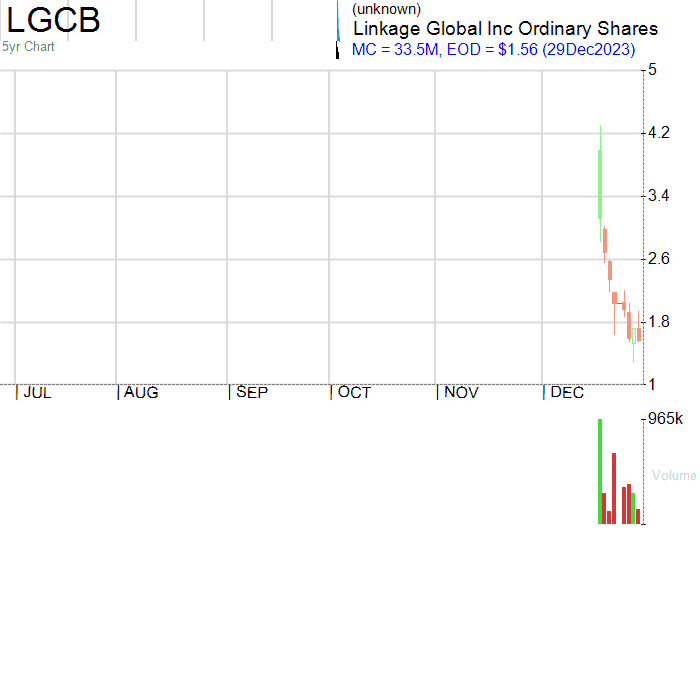 LGCB
5yr Chart
(unknown)
Linkage Global Inc Ordinary Shares
MC = 33.5M, EOD = $1.56 (29Dec2023)
5
4.2
3.4
2.6
1.8
1
JUL AUG SEP OCT NOV DEC
965k
Volume